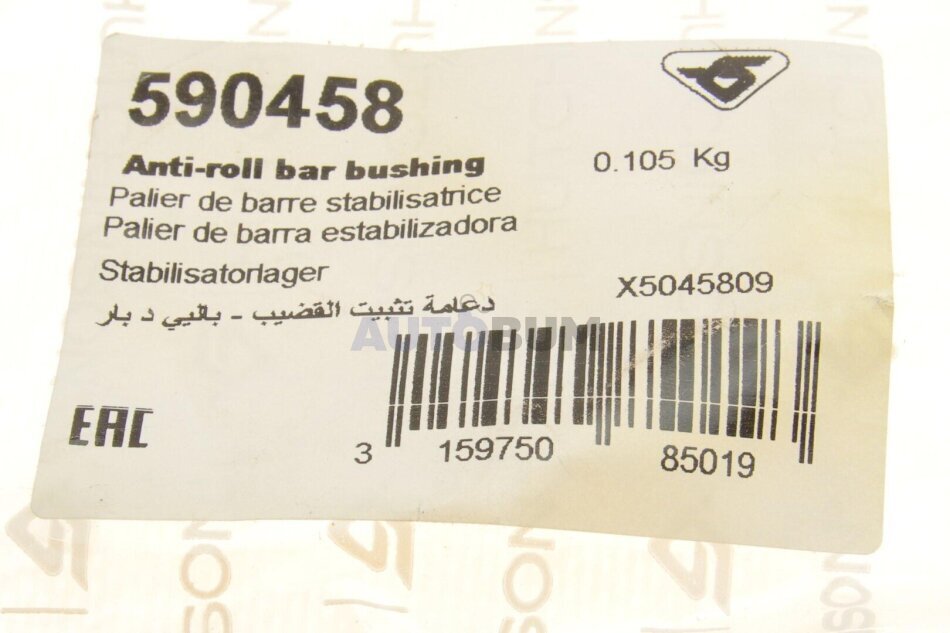 590458
Anti-roll bar bushing
0.105 Kg
Palier de barre stabilisatrice
Palier de barra estabilizadora
Stabilisatorlager
X5045809
دعامة تثبيت القضيب - باليي د بار
AUTOBUM
EAC
3 159750 85019